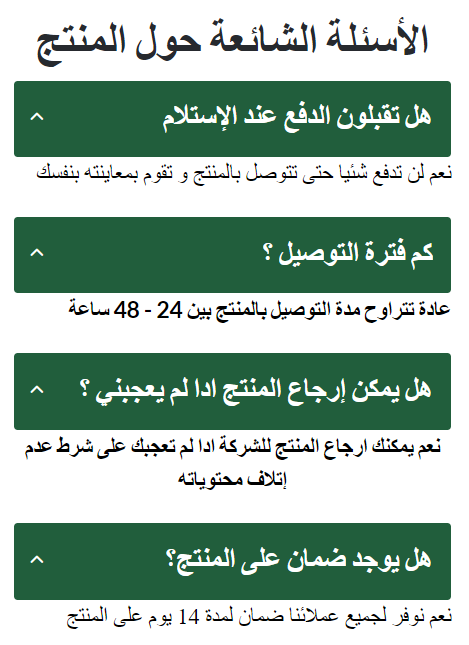 الأسئلة الشائعة حول المنتج
هل تقبلون الدفع عند الإستلام
نعم لن تدفع شئيا حتى تتوصل بالمنتج و تقوم بمعاينته بنفسك
كم فترة التوصيل ؟
عادة تتراوح مدة التوصيل بالمنتج بين 24 - 48 ساعة
هل يمكن إرجاع المنتج ادا لم يعجبني ؟
نعم يمكنك ارجاع المنتج للشركة ادا لم تعجبك على شرط عدم
إتلاف محتوياته
هل يوجد ضمان على المنتج؟
نعم نوفر لجميع عملائنا ضمان لمدة 14 يوم على المنتج